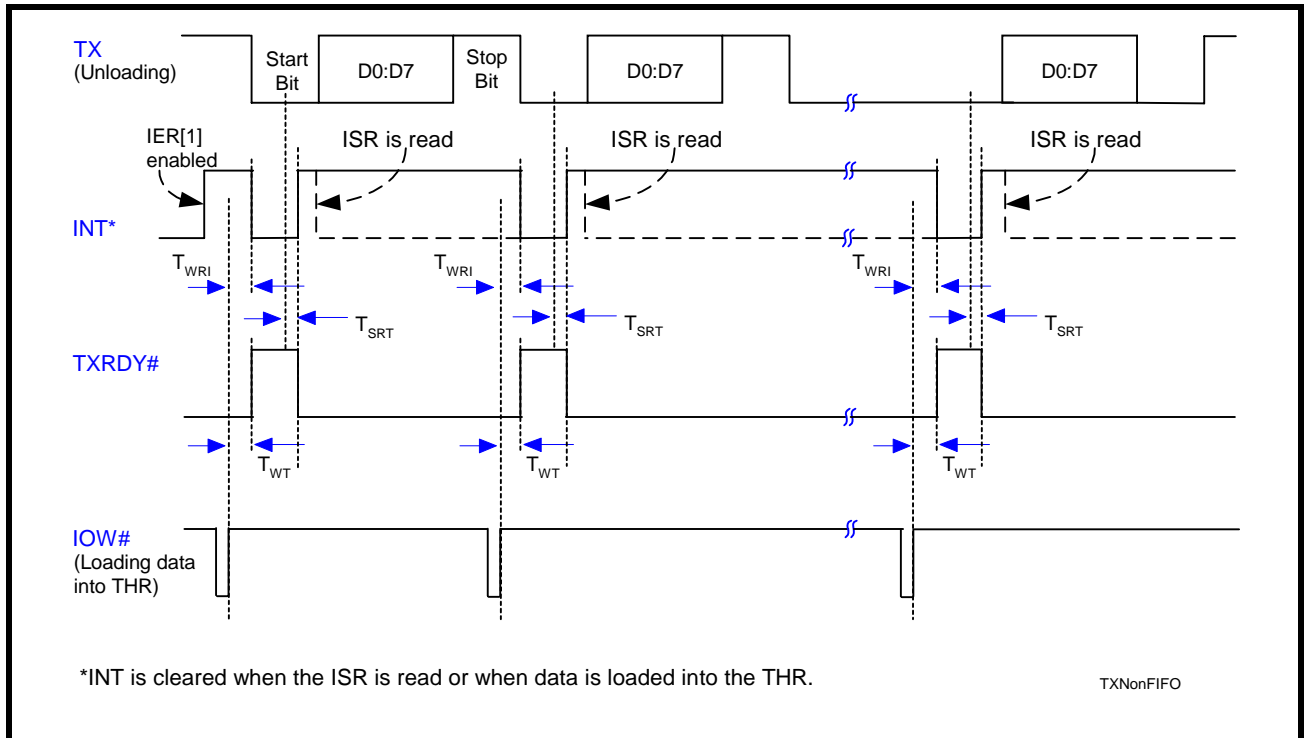 TX
(Unloading)
Start
Bit
D0:D7
Stop
Bit
D0:D7
D0:D7
IER[1]
enabled
ISR is read
ISR is read
ISR is read
INT*
TWRI
TWRI
TWRI
TSRT
TSRT
TSRT
TXRDY#
TWT
TWT
TWT
IOW#
(Loading data
into THR)
*INT is cleared when the ISR is read or when data is loaded into the THR.
TXNonFIFO